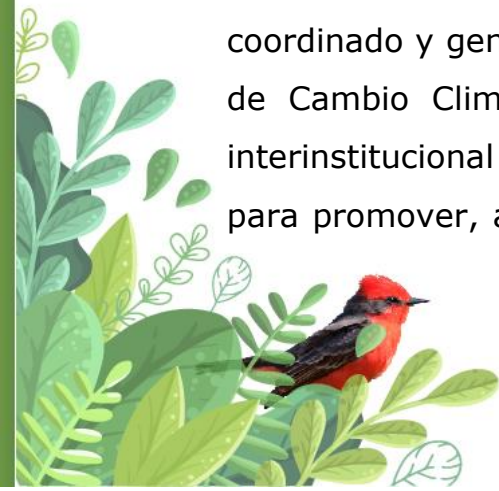 coordinado y gen
de Cambio Clim
interinstitucional
para promover, a